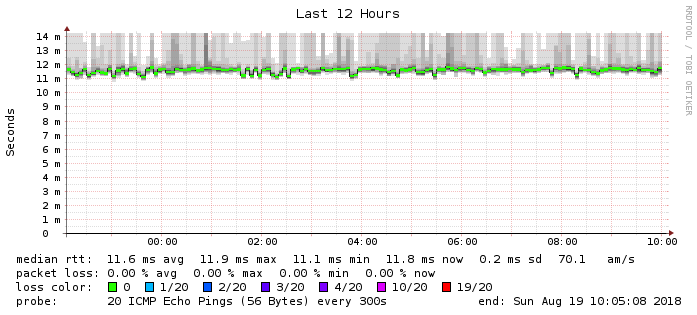 Last 12 Hours
RRDTOOL / TOBI OETIKER
Seconds
14 m
13 m
12 m
11 m
10 m
9 m
8 m
7 m
6 m
5 m
4 m
3 m
2 m
1 m
0
00:00 02:00 04:00 06:00 08:00 10:00
median rtt: 11.6 ms avg 11.9 ms max 11.1 ms min 11.8 ms now 0.2 ms sd 70.1 am/s
packet loss: 0.00 % avg 0.00 % max 0.00 % min 0.00 % now
loss color: 0 1/20 2/20 3/20 4/20 10/20 19/20
probe: 20 ICMP Echo Pings (56 Bytes) every 300s end: Sun Aug 19 10:05:08 2018